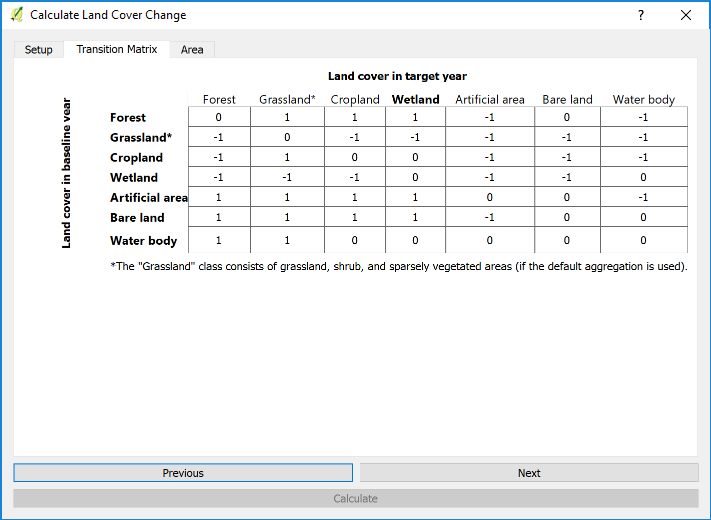 Calculate Land Cover Change ?
Setup Transition Matrix Area
Land cover in target year
Forest Grassland* Cropland Wetland Artificial area Bare land Water body
Land cover in baseline year
Forest 0 1 1 1 -1 0 -1
Grassland* -1 0 -1 -1 -1 -1 -1
Cropland -1 1 0 0 -1 -1 -1
Wetland -1 -1 -1 0 -1 -1 0
Artificial area 1 1 1 1 0 0 -1
Bare land 1 1 1 1 -1 0 0
Water body 1 1 0 0 0 0 0
*The "Grassland" class consists of grassland, shrub, and sparsely vegetated areas (if the default aggregation is used).
Previous Next
Calculate